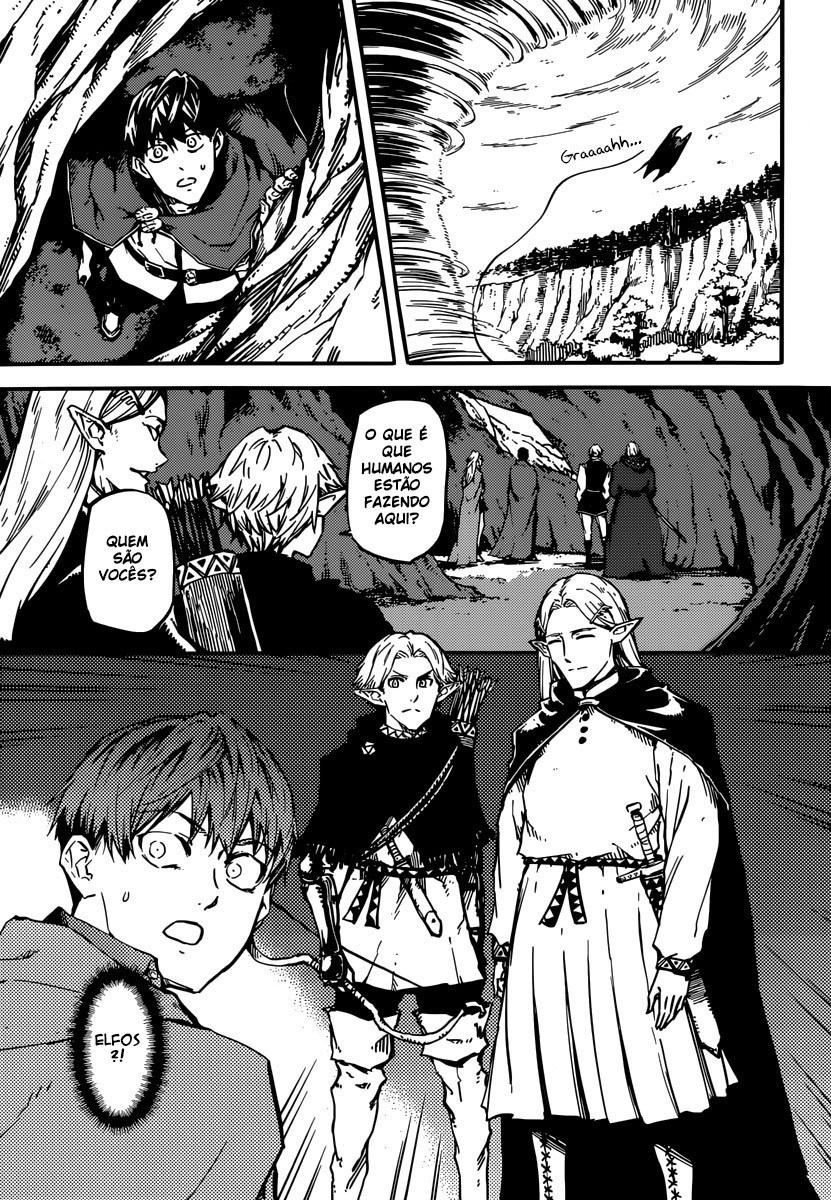 Graaaahh...
O QUE É
QUE
HUMANOS
ESTÃO
FAZENDO
AQUI?
QUEM
SÃO
VOCÊS?
ELFOS
?!